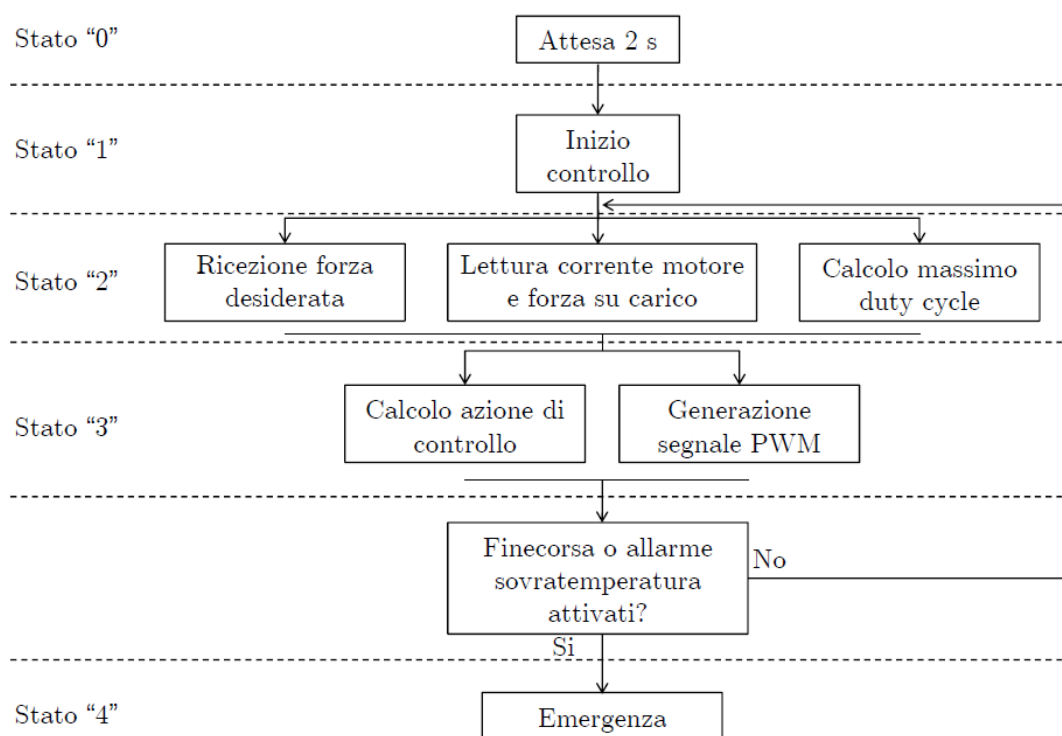 Stato “0”
Attesa 2 s
Stato “1”
Inizio
controllo
Stato “2”
Ricezione forza
desiderata
Lettura corrente motore
e forza su carico
Calcolo massimo
duty cycle
Stato “3”
Calcolo azione di
controllo
Generazione
segnale PWM
Finecorsa o allarme
sovratemperatura
attivati?
No
Si
Stato “4”
Emergenza